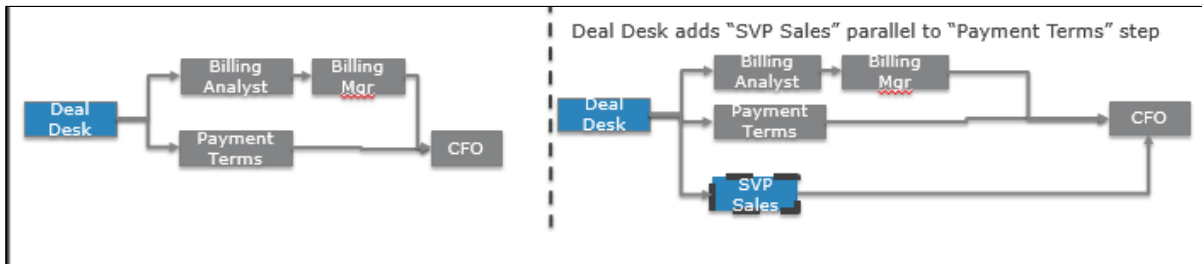 Deal Desk adds “SVP Sales” parallel to “Payment Terms” step
Billing
Analyst
Billing
Mgr
Deal
Desk
Payment
Terms
CFO
Billing
Analyst
Billing
Mgr
Deal
Desk
Payment
Terms
CFO
SVP
Sales